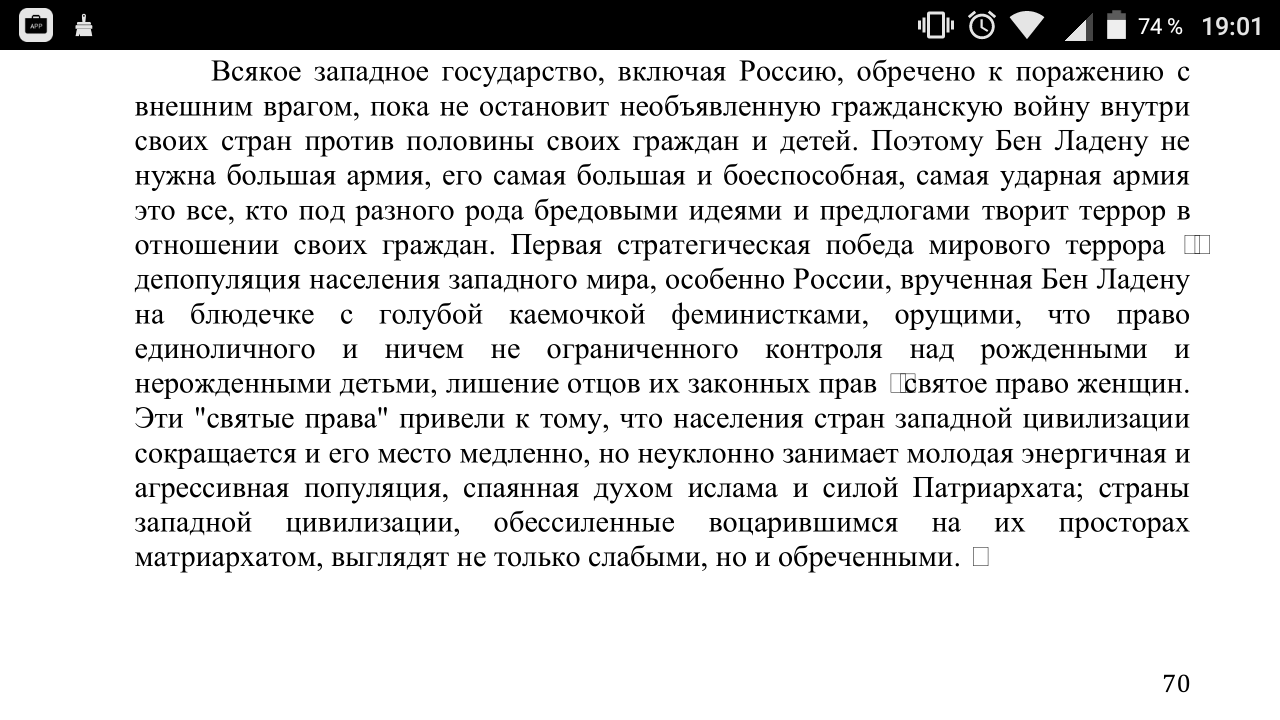 APP
74 %
19:01
Всякое западное государство, включая Россию, обречено к поражению с
внешним врагом, пока не остановит необъявленную гражданскую войну внутри
своих стран против половины своих граждан и детей. Поэтому Бен Ладену не
нужна большая армия, его самая большая и боеспособная, самая ударная армия
это все, кто под разного рода бредовыми идеями и предлогами творит террор в
отношении своих граждан. Первая стратегическая победа мирового террора
депопуляция населения западного мира, особенно России, врученная Бен Ладену
на блюдечке с голубой каемочкой феминистками, орущими, что право
единоличного и ничем не ограниченного контроля над рожденными и
нерожденными детьми, лишение отцов их законных прав святое право женщин.
Эти "святые права" привели к тому, что населения стран западной цивилизации
сокращается и его место медленно, но неуклонно занимает молодая энергичная и
агрессивная популяция, спаянная духом ислама и силой Патриархата; страны
западной цивилизации, обессиленные воцарившимся на их просторах
матриархатом, выглядят не только слабыми, но и обреченными.
70